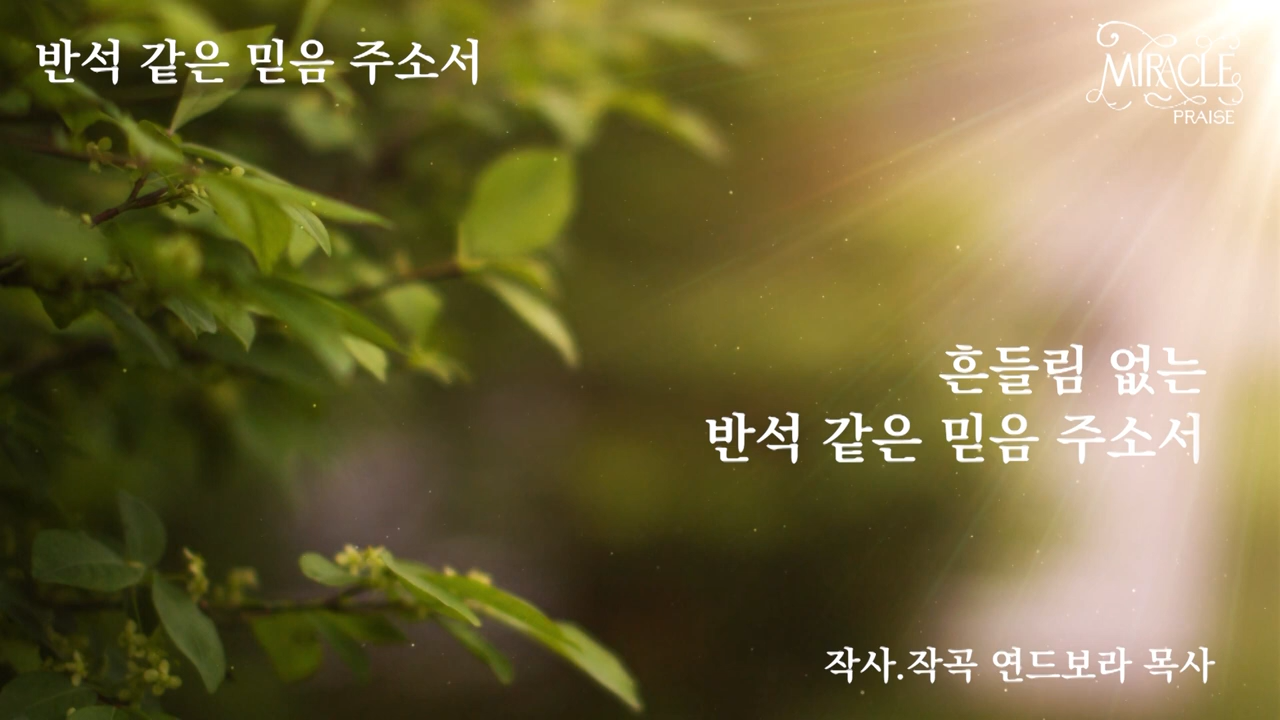 반석 같은 믿음 주소서
MIRACLE
PRAISE
흔들림 없는
반석 같은 믿음 주소서
작사.작곡 연드보라 목사